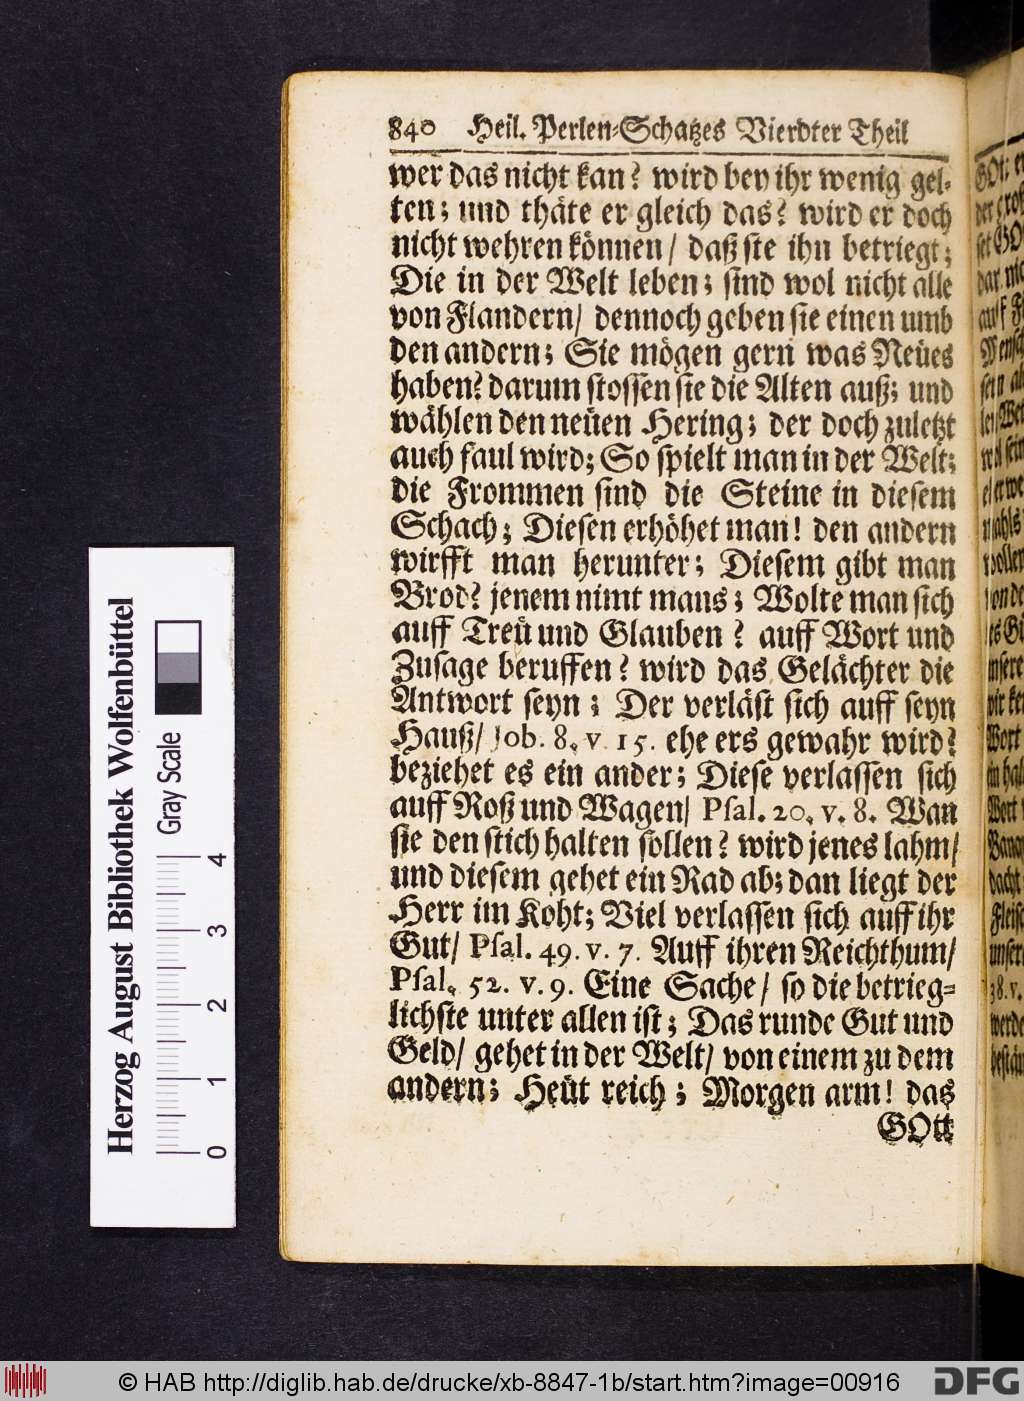 840 Heil. Perlen-Schatzes Vierdter Theil
wer das nicht kan? wird bey ihr wenig gel-
ten; und thäte er gleich das? wird er doch
nicht wehren können/ daß sie ihn betriegt;
Die in der Welt leben; sind wol nicht alle
von Flandern/ dennoch geben sie einen umb
den andern; Sie mögen gern was Neües
haben? darum stossen sie die Alten auß; und
wählen den neüen Hering; der doch zuletzt
auch faul wird; So spielt man in der Welt;
die Frommen sind die Steine in diesem
Schach; Diesen erhöhet man! den andern
wirfft man herunter; Diesem gibt man
Brod? jenem nimt mans; Wolte man sich
auff Treü und Glauben? auff Wort und
Zusage beruffen? wird das Gelächter die
Antwort seyn; Der verläst sich auff seyn
Hauß/ Job. 8. v 15. ehe ers gewahr wird?
beziehet es ein ander; Diese verlassen sich
auff Roß und Wagen/ Psal. 20. v. 8. Wan
sie den stich halten sollen? wird jenes lahm/
und diesem gehet ein Rad ab; dan liegt der
Herr im Koht; Viel verlassen sich auff ihr
Gut/ Psal. 49. v. 7. Auff ihren Reichthum/
Psal. 52. v. 9. Eine Sache/ so die betrieg-
lichste unter allen ist; Das runde Gut und
Geld/ gehet in der Welt/ von einem zu dem
andern; Heüt reich; Morgen arm! das
GOtt
Herzog August Bibliothek Wolfenbüttel
Gray Scale
0 1 2 3 4
© HAB http://diglib.hab.de/drucke/xb-8847-1b/start.htm?image=00916
DFG